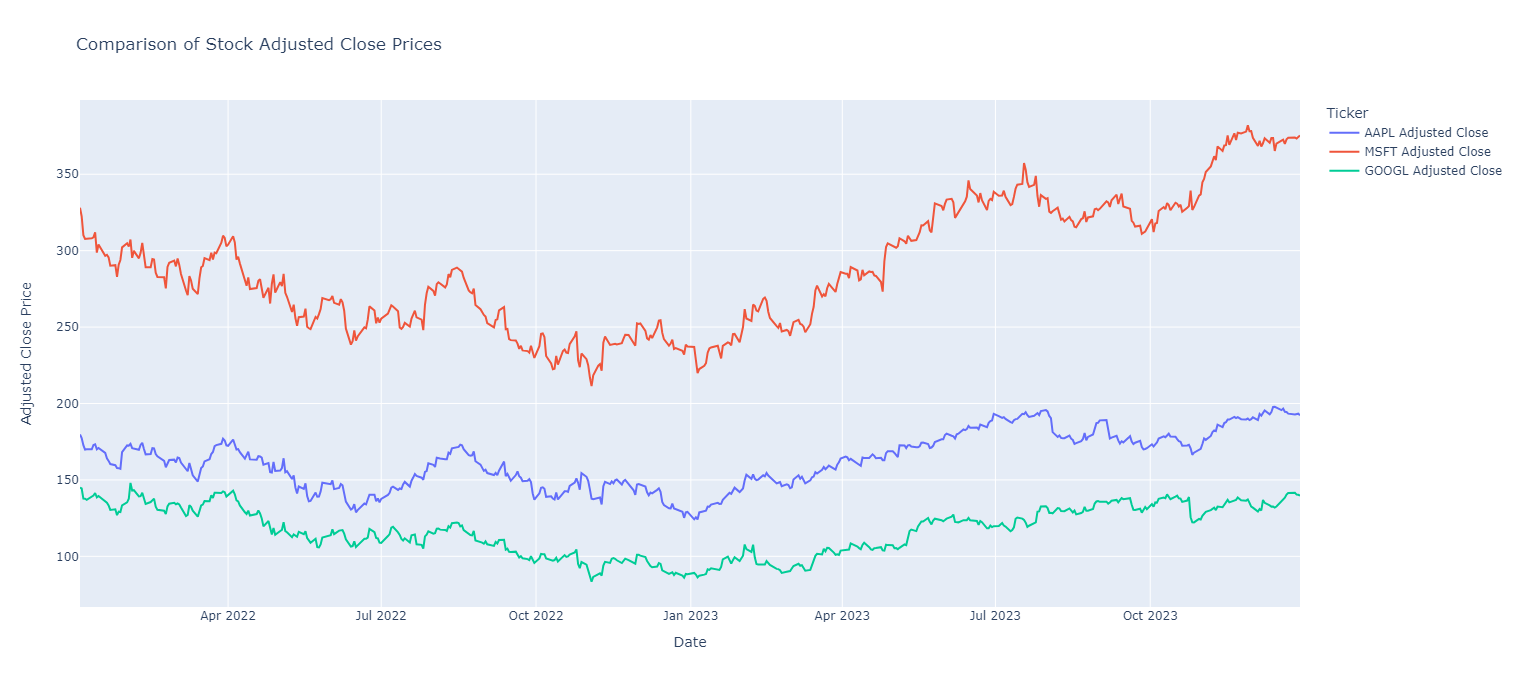 Comparison of Stock Adjusted Close Prices
Ticker
AAPL Adjusted Close
MSFT Adjusted Close
GOOGL Adjusted Close
Adjusted Close Price
350
300
250
200
150
100
Apr 2022
Jul 2022
Oct 2022
Jan 2023
Apr 2023
Jul 2023
Oct 2023
Date